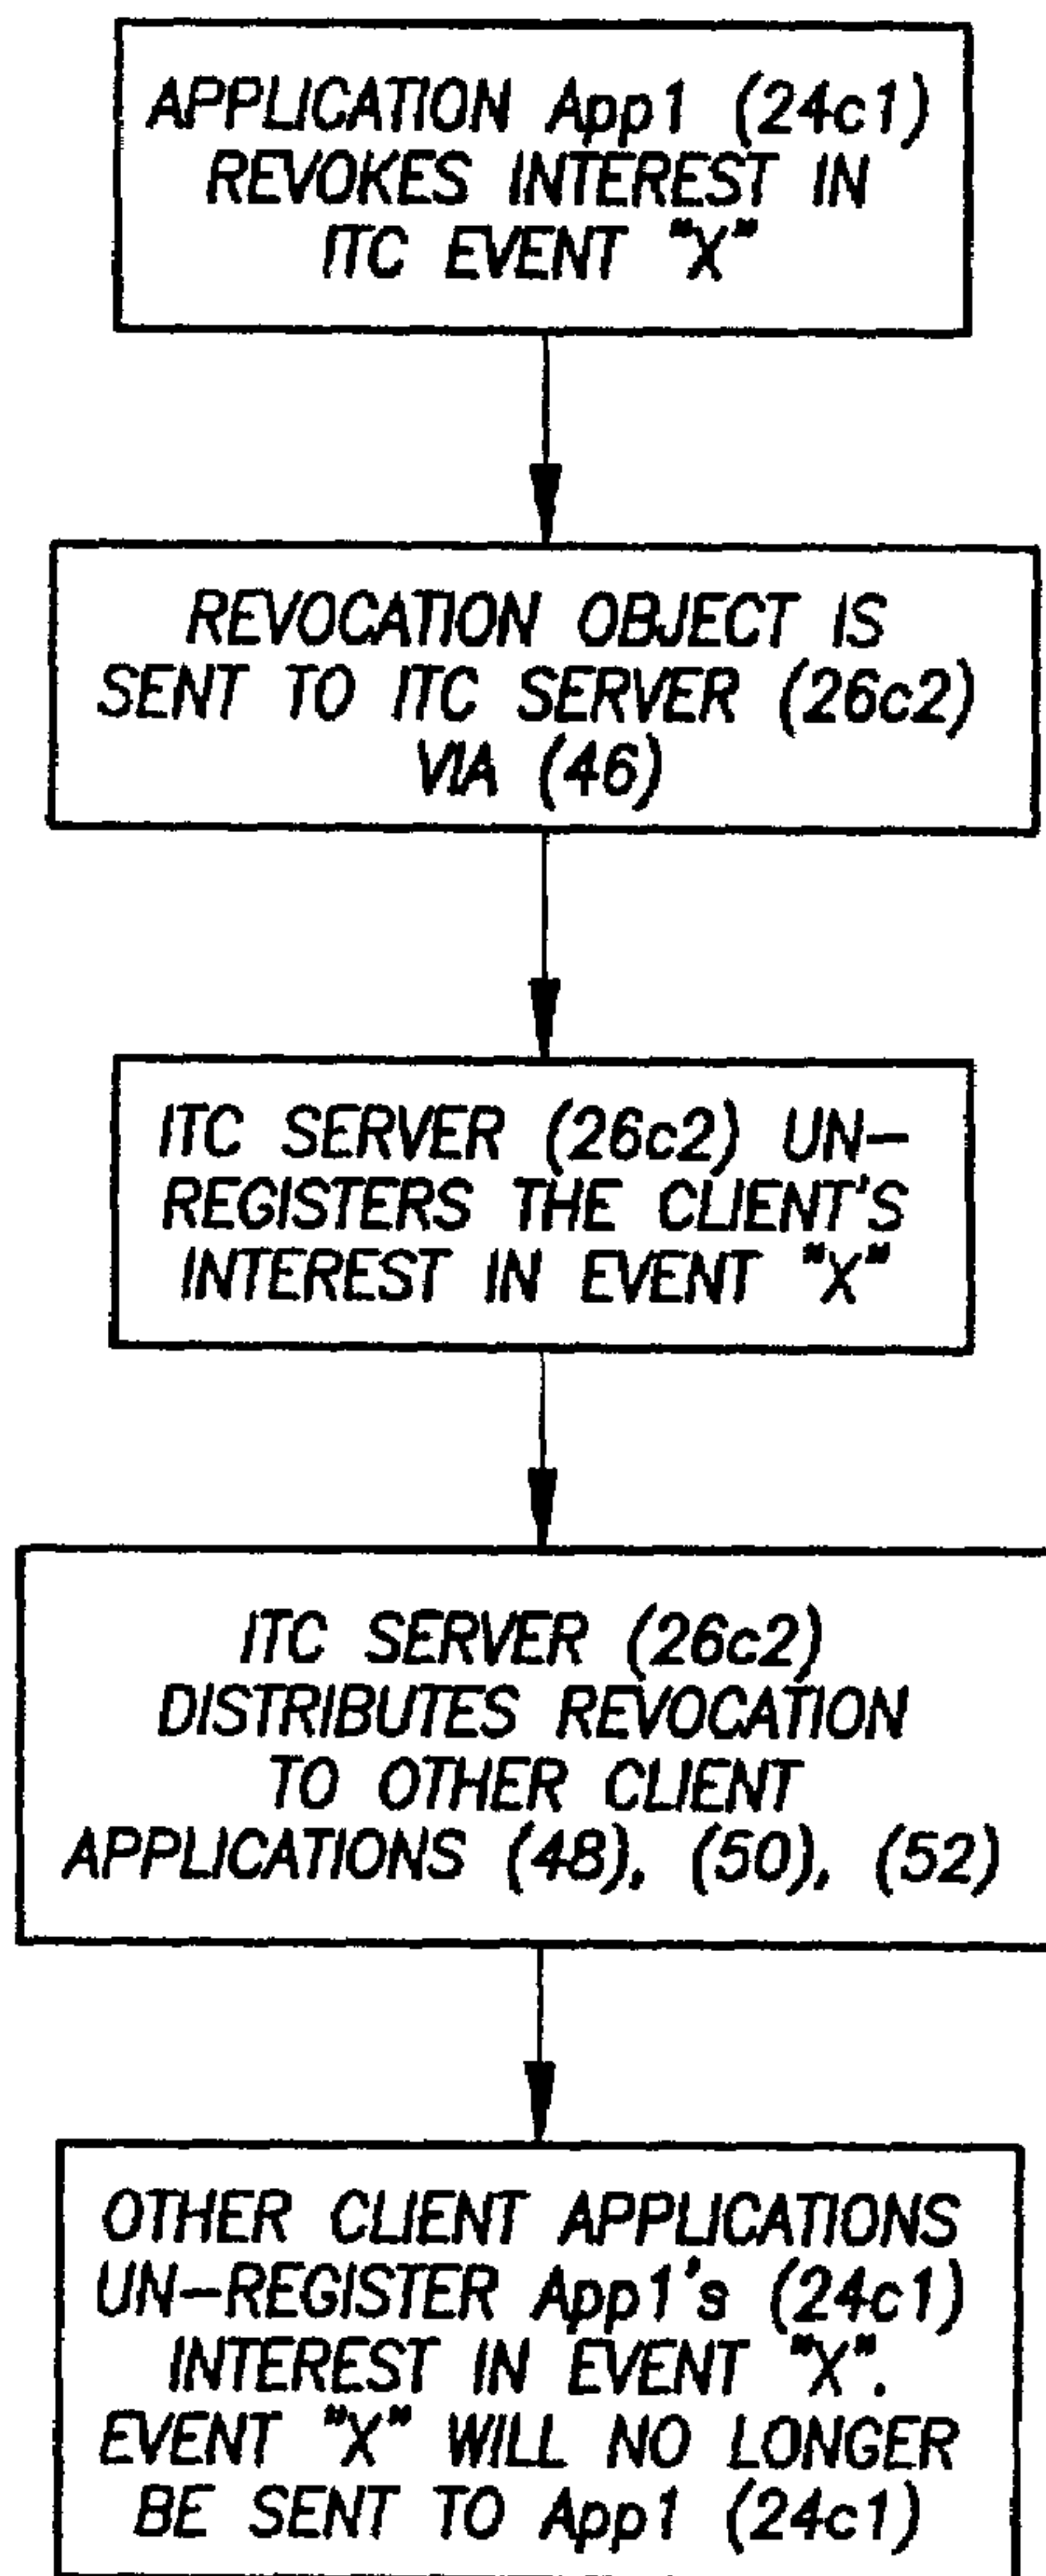 APPLICATION App1 (24c1)
REVOKES INTEREST IN
ITC EVENT "X"
REVOCATION OBJECT IS
SENT TO ITC SERVER (26c2)
VIA (46)
ITC SERVER (26c2) UN-
REGISTERS THE CLIENT'S
INTEREST IN EVENT "X"
ITC SERVER (26c2)
DISTRIBUTES REVOCATION
TO OTHER CLIENT
APPLICATIONS (48), (50), (52)
OTHER CLIENT APPLICATIONS
UN-REGISTER App1's (24c1)
INTEREST IN EVENT "X".
EVENT "X" WILL NO LONGER
BE SENT TO App1 (24c1)